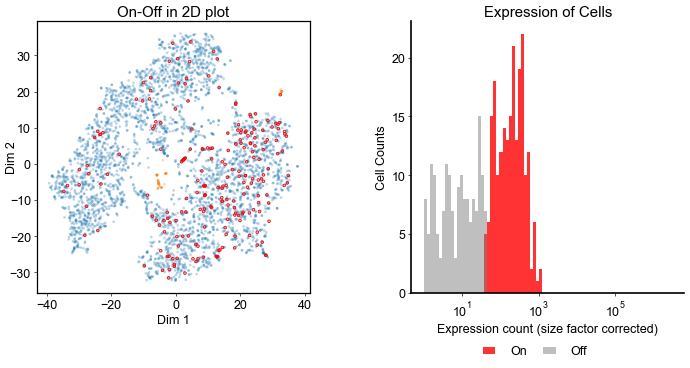 On-Off in 2D plot
Dim 2
40
30
20
10
0
−10
−20
−30
−40
−20
0
20
40
Dim 1
Expression of Cells
Cell Counts
20
15
10
5
0
10^1
10^3
10^5
Expression count (size factor corrected)
On
Off